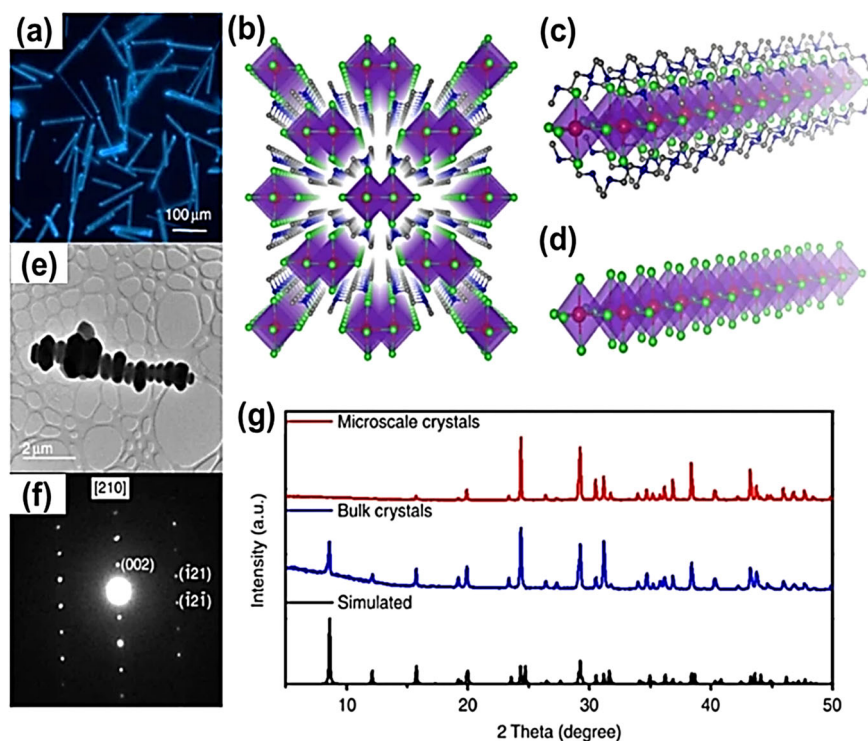 (a)
100 µm
(b)
(c)
(d)
(e)
2 µm
(f)
[210]
(002)
(1̄21)
(1̄21̄)
(g)
Microscale crystals
Bulk crystals
Simulated
Intensity (a.u.)
10 20 30 40 50
2 Theta (degree)